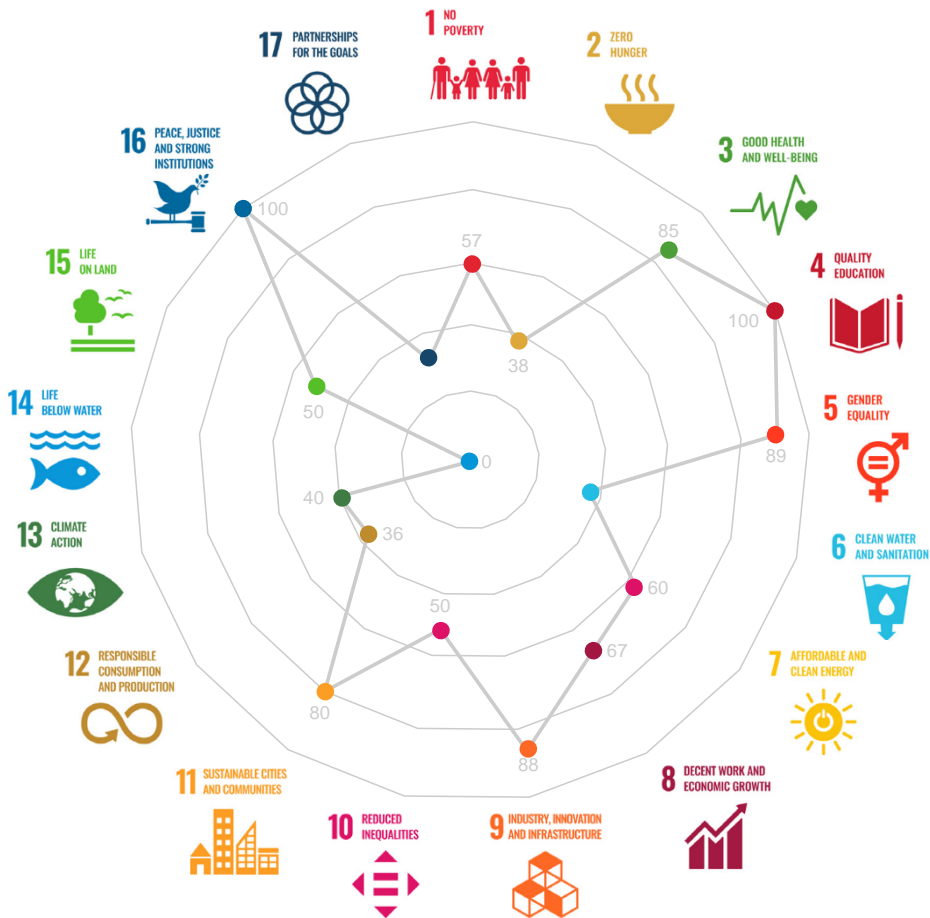 1 NO
POVERTY
2 ZERO
HUNGER
3 GOOD HEALTH
AND WELL-BEING
4 QUALITY
EDUCATION
5 GENDER
EQUALITY
6 CLEAN WATER
AND SANITATION
7 AFFORDABLE AND
CLEAN ENERGY
8 DECENT WORK AND
ECONOMIC GROWTH
9 INDUSTRY, INNOVATION
AND INFRASTRUCTURE
10 REDUCED
INEQUALITIES
11 SUSTAINABLE CITIES
AND COMMUNITIES
12 RESPONSIBLE
CONSUMPTION
AND PRODUCTION
13 CLIMATE
ACTION
14 LIFE
BELOW WATER
15 LIFE
ON LAND
16 PEACE, JUSTICE
AND STRONG
INSTITUTIONS
17 PARTNERSHIPS
FOR THE GOALS
57
38
85
100
89
60
67
88
50
80
36
40
0
50
100